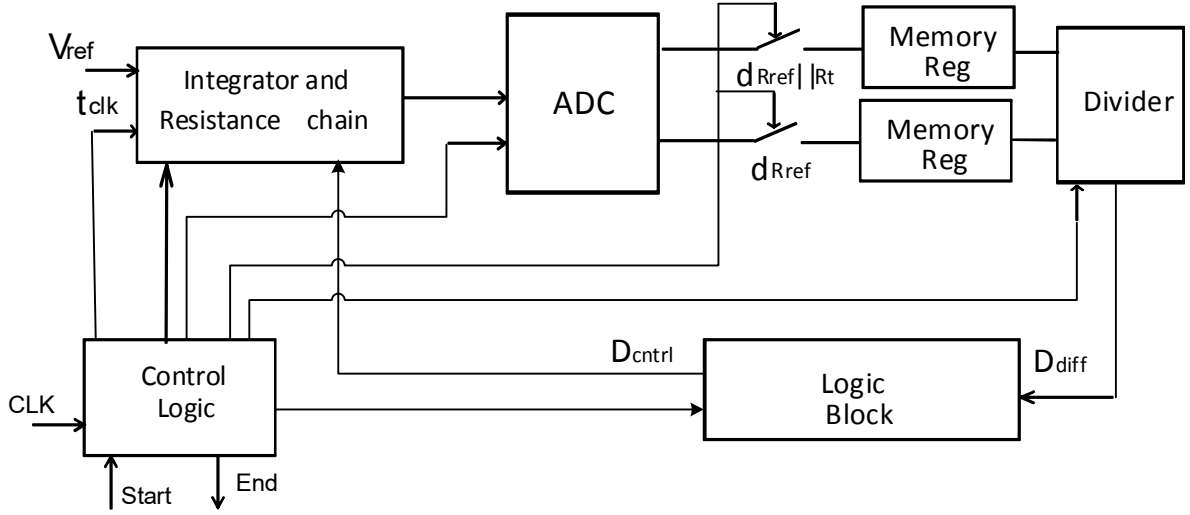 Vref
tclk
Integrator and
Resistance chain
ADC
dRref||Rt
dRref
Memory
Reg
Memory
Reg
Divider
Control
Logic
CLK
Start
End
Dcntrl
Logic
Block
Ddiff